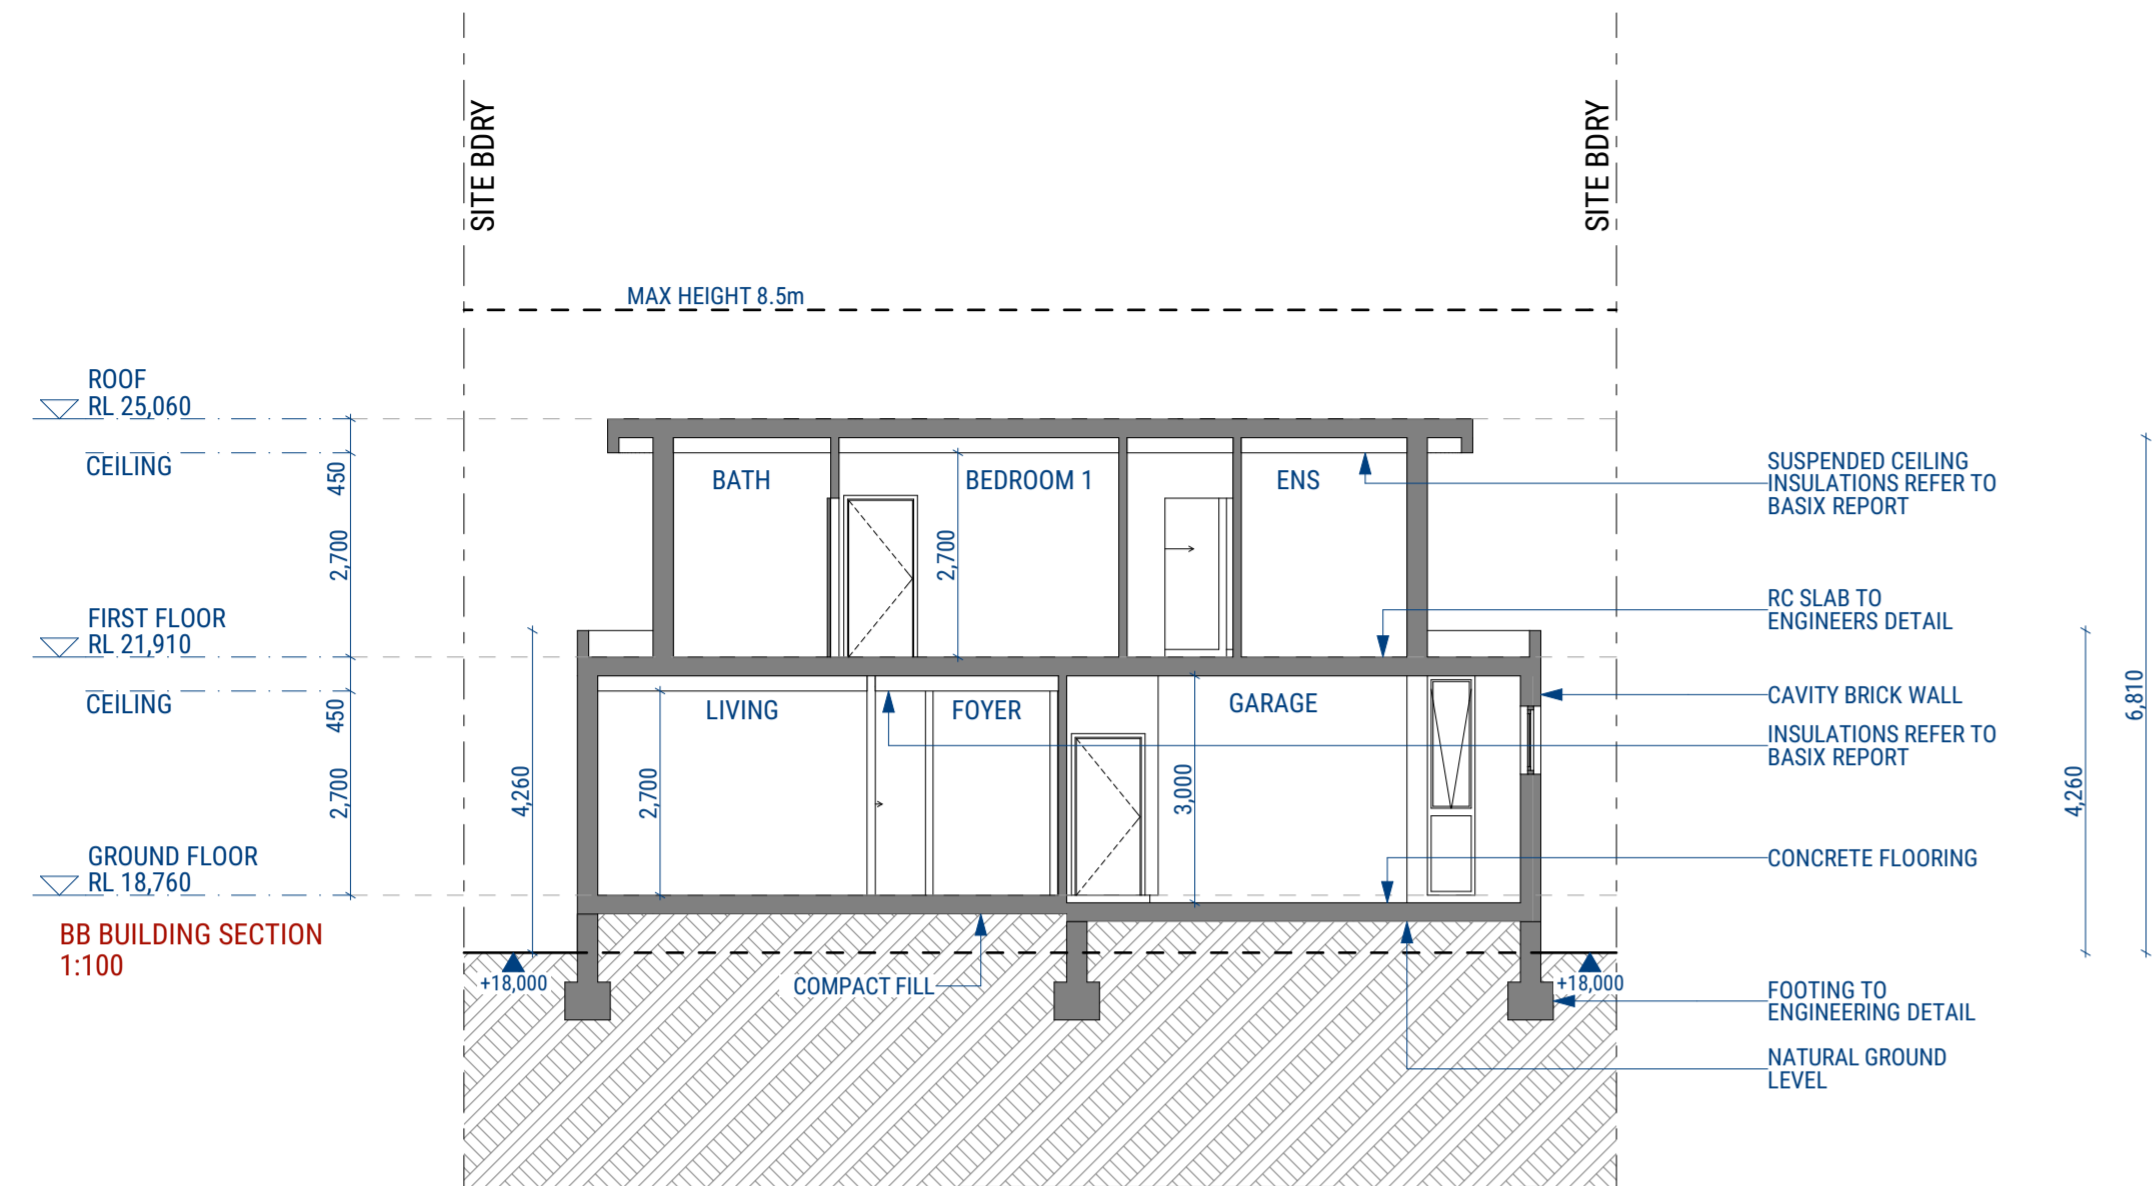 SITE BDRY
SITE BDRY
MAX HEIGHT 8.5m
ROOF
RL 25,060
CEILING
450
2,700
FIRST FLOOR
RL 21,910
CEILING
450
2,700
GROUND FLOOR
RL 18,760
BB BUILDING SECTION
1:100
BATH
BEDROOM 1
ENS
2,700
LIVING
FOYER
GARAGE
4,260
2,700
3,000
+18,000
COMPACT FILL
+18,000
SUSPENDED CEILING
INSULATIONS REFER TO
BASIX REPORT
RC SLAB TO
ENGINEERS DETAIL
CAVITY BRICK WALL
INSULATIONS REFER TO
BASIX REPORT
CONCRETE FLOORING
FOOTING TO
ENGINEERING DETAIL
NATURAL GROUND
LEVEL
4,260
6,810